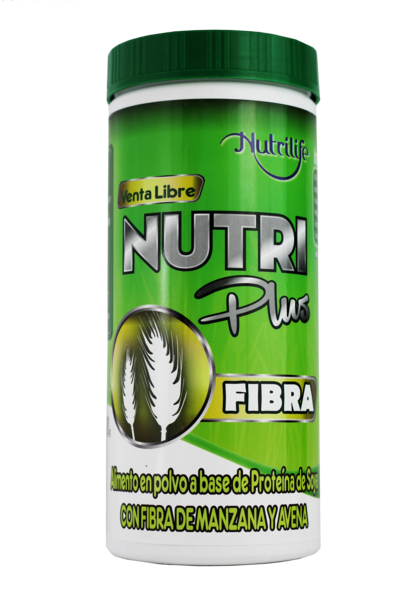 Nutrilife
Venta Libre
NUTRI
Plus
FIBRA
Alimento en polvo a base de Proteína de Soya
CON FIBRA DE MANZANA Y AVENA